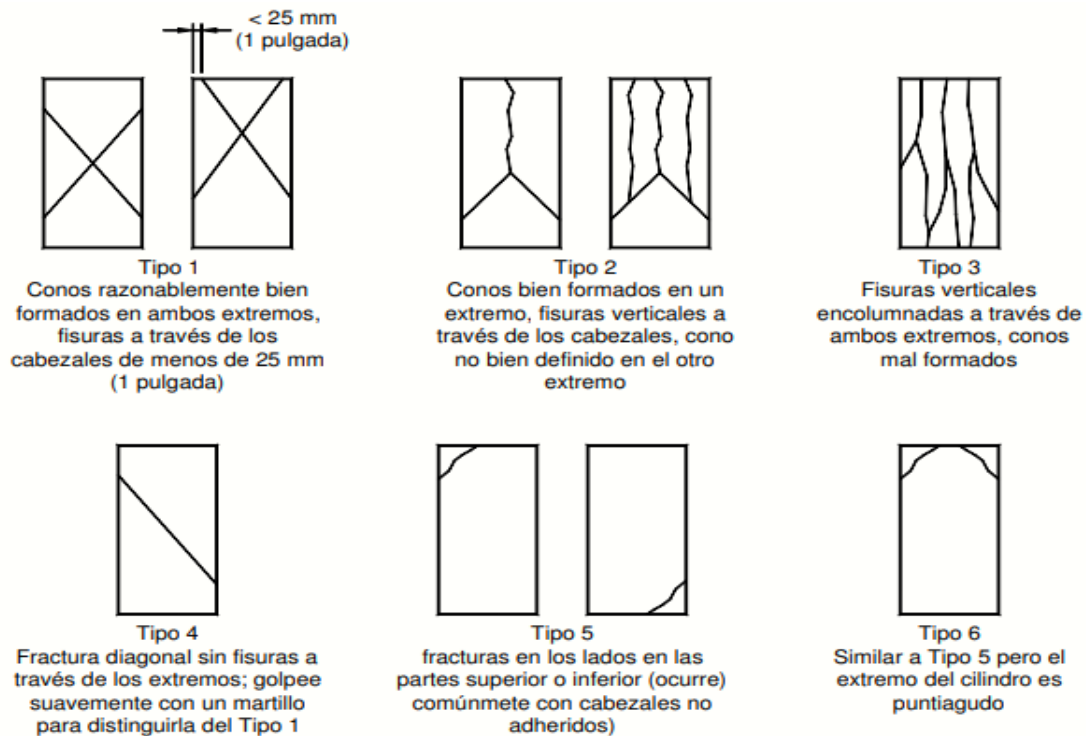 < 25 mm
(1 pulgada)
Tipo 1
Conos razonablemente bien
formados en ambos extremos,
fisuras a través de los
cabezales de menos de 25 mm
(1 pulgada)
Tipo 2
Conos bien formados en un
extremo, fisuras verticales a
través de los cabezales, cono
no bien definido en el otro
extremo
Tipo 3
Fisuras verticales
encolumnadas a través de
ambos extremos, conos
mal formados
Tipo 4
Fractura diagonal sin fisuras a
través de los extremos; golpee
suavemente con un martillo
para distinguirla del Tipo 1
Tipo 5
fracturas en los lados en las
partes superior o inferior (ocurre)
comúnmete con cabezales no
adheridos)
Tipo 6
Similar a Tipo 5 pero el
extremo del cilindro es
puntiagudo